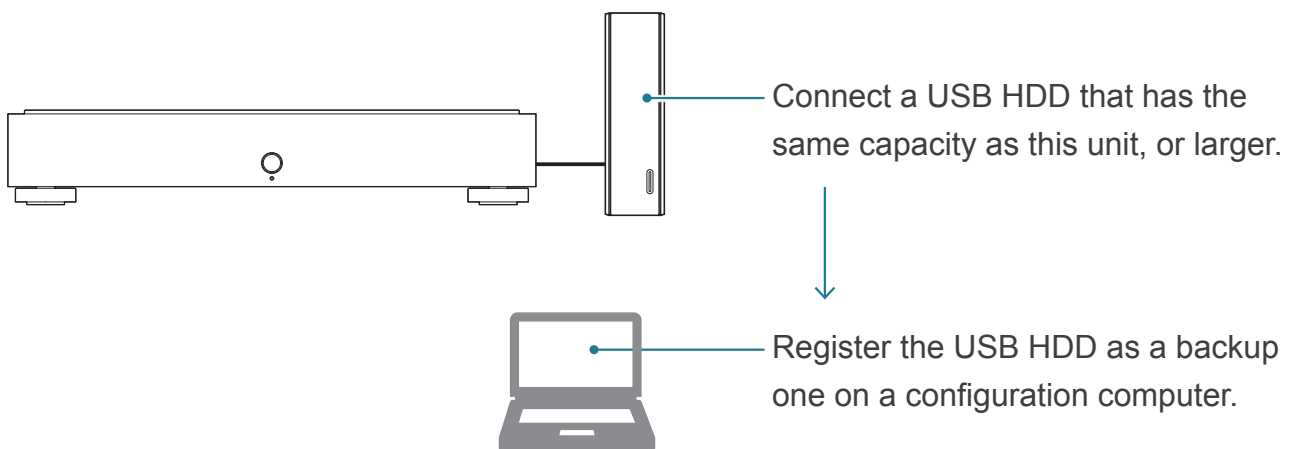 Connect a USB HDD that has the
same capacity as this unit, or larger.
Register the USB HDD as a backup
one on a configuration computer.